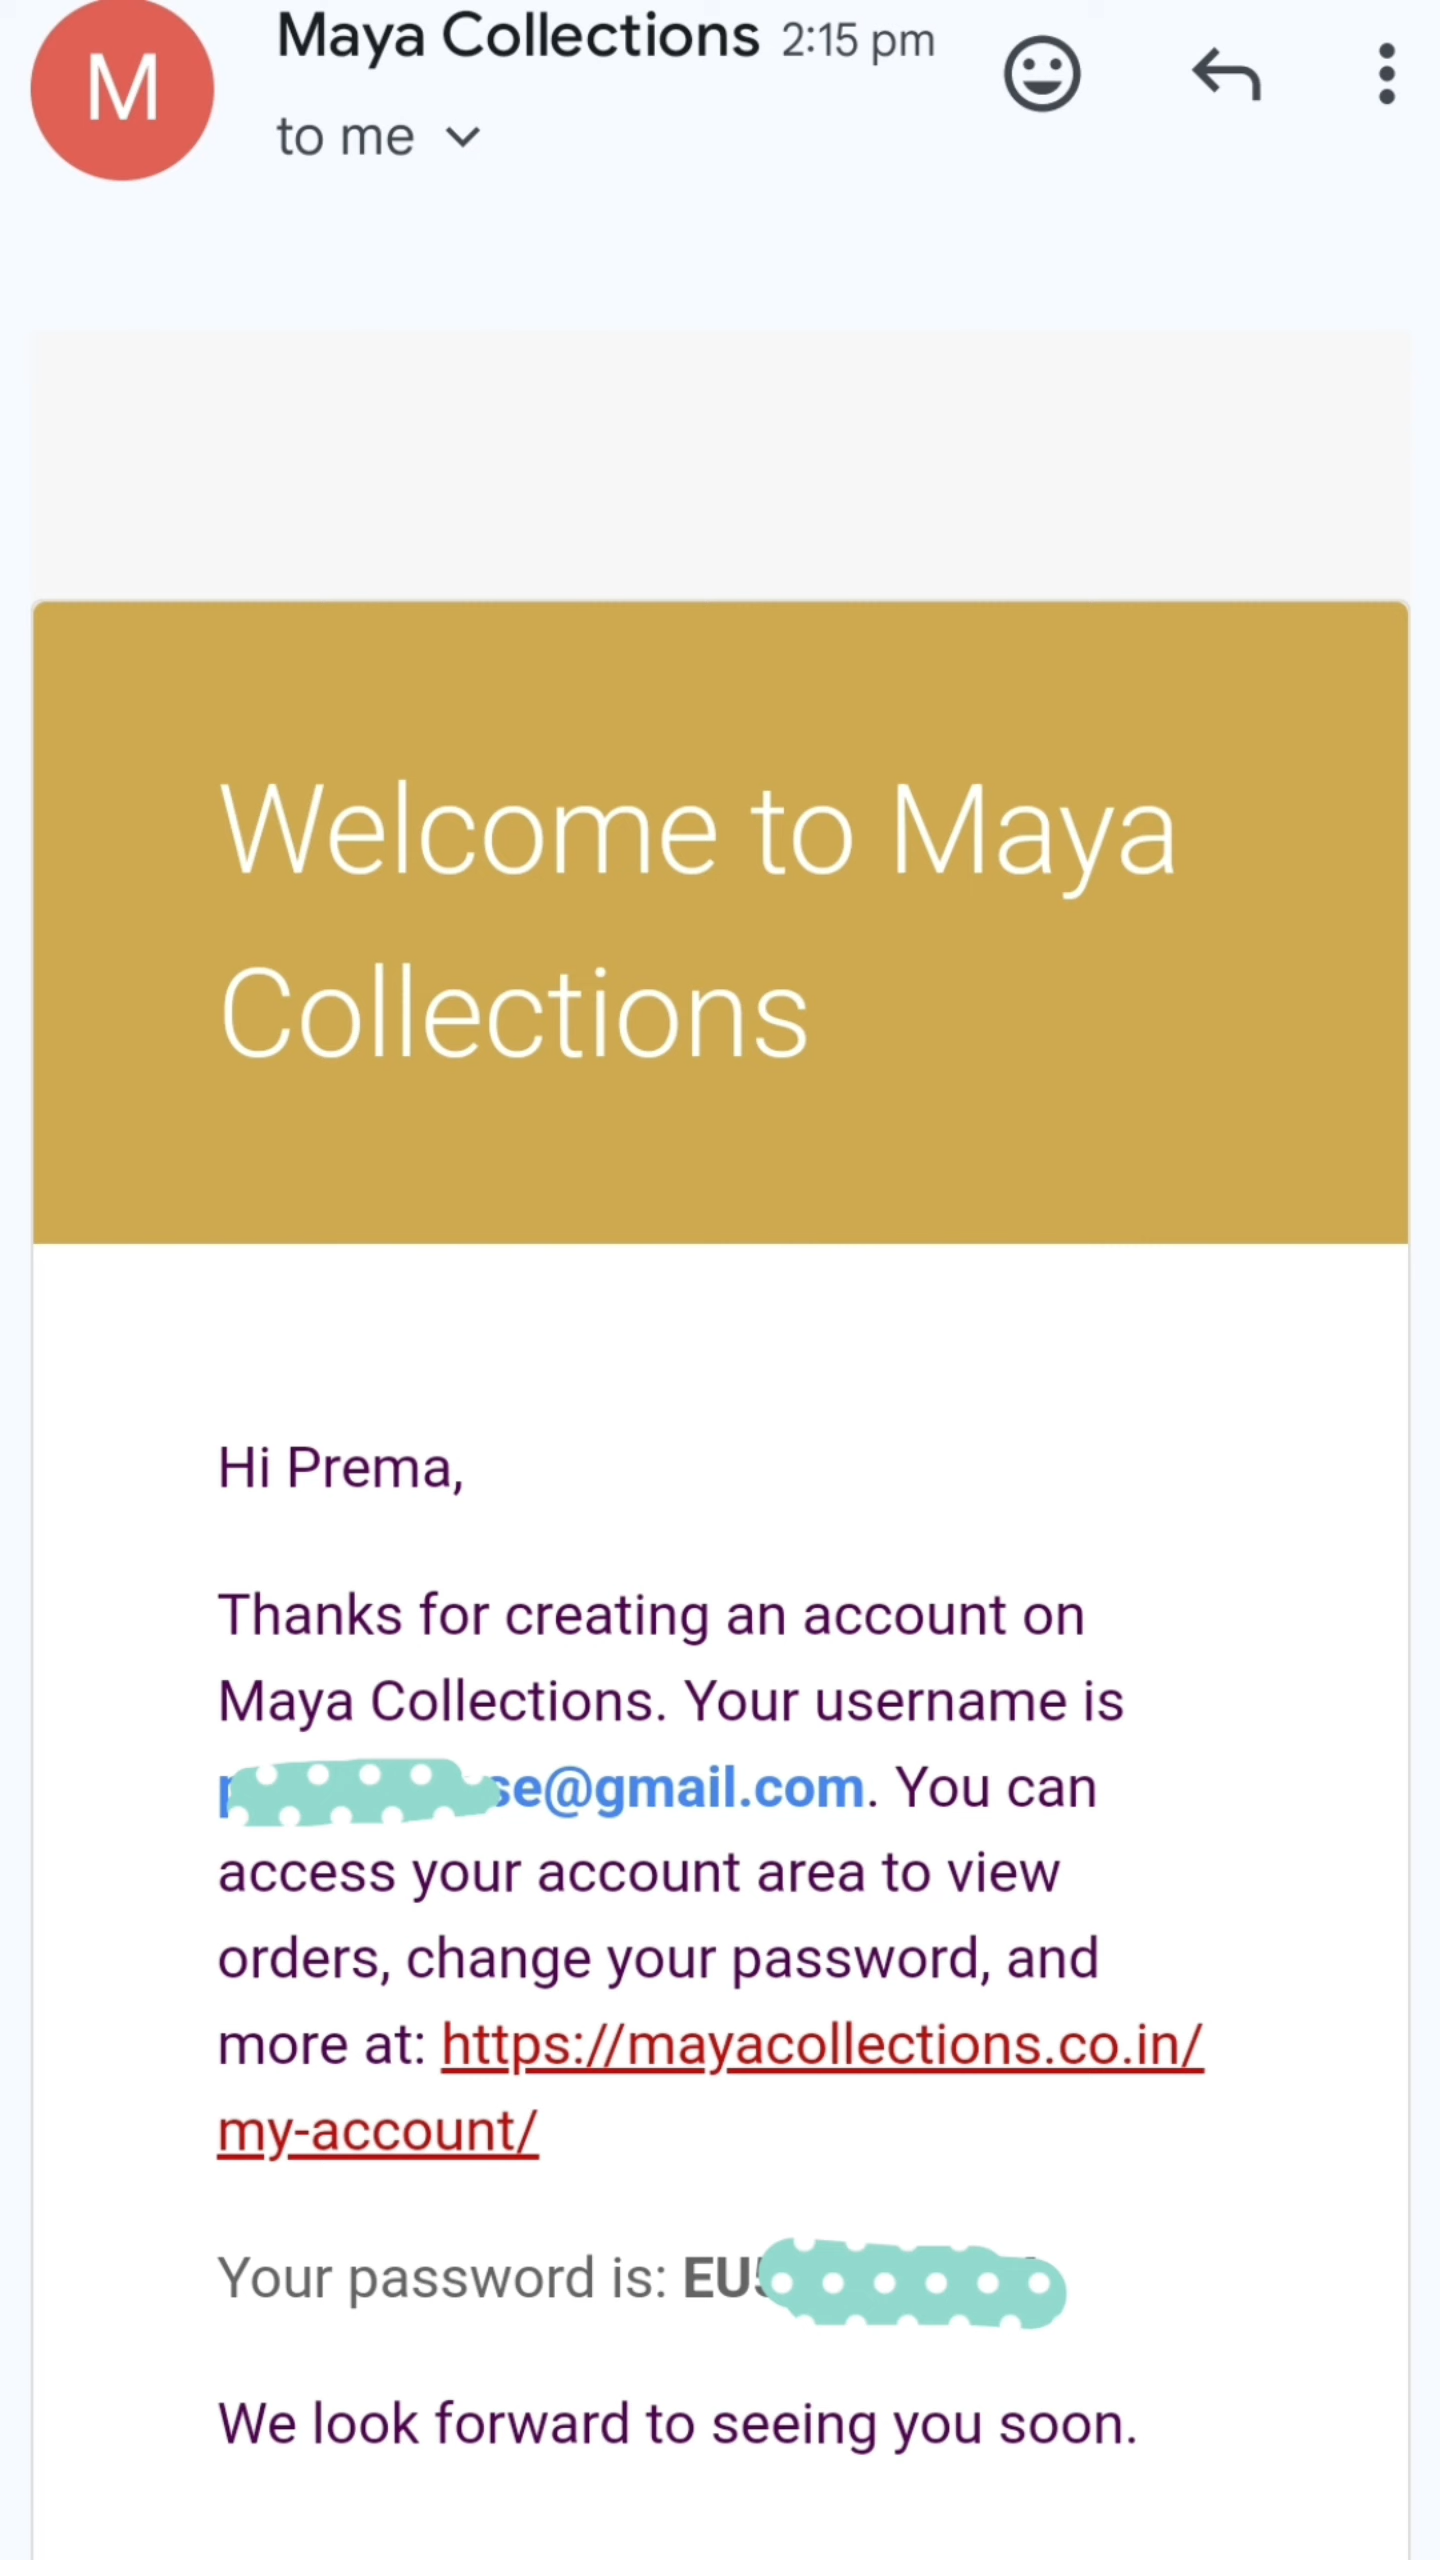 M
Maya Collections 2:15 pm
to me
Welcome to Maya
Collections
Hi Prema,
Thanks for creating an account on
Maya Collections. Your username is
se@gmail.com. You can
access your account area to view
orders, change your password, and
more at: https://mayacollections.co.in/
my-account/
Your password is: EU
We look forward to seeing you soon.